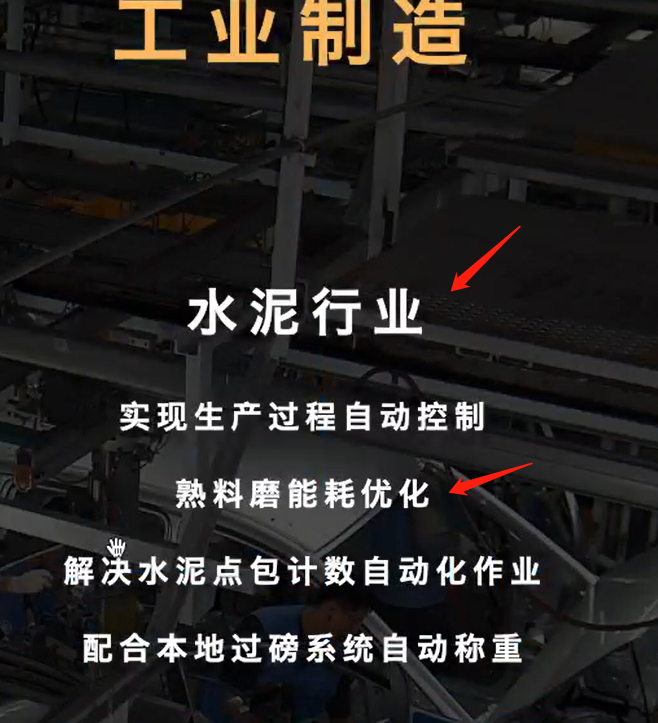 工业制造
水泥行业
实现生产过程自动控制
熟料磨能耗优化
解决水泥点包计数自动化作业
配合本地过磅系统自动称重